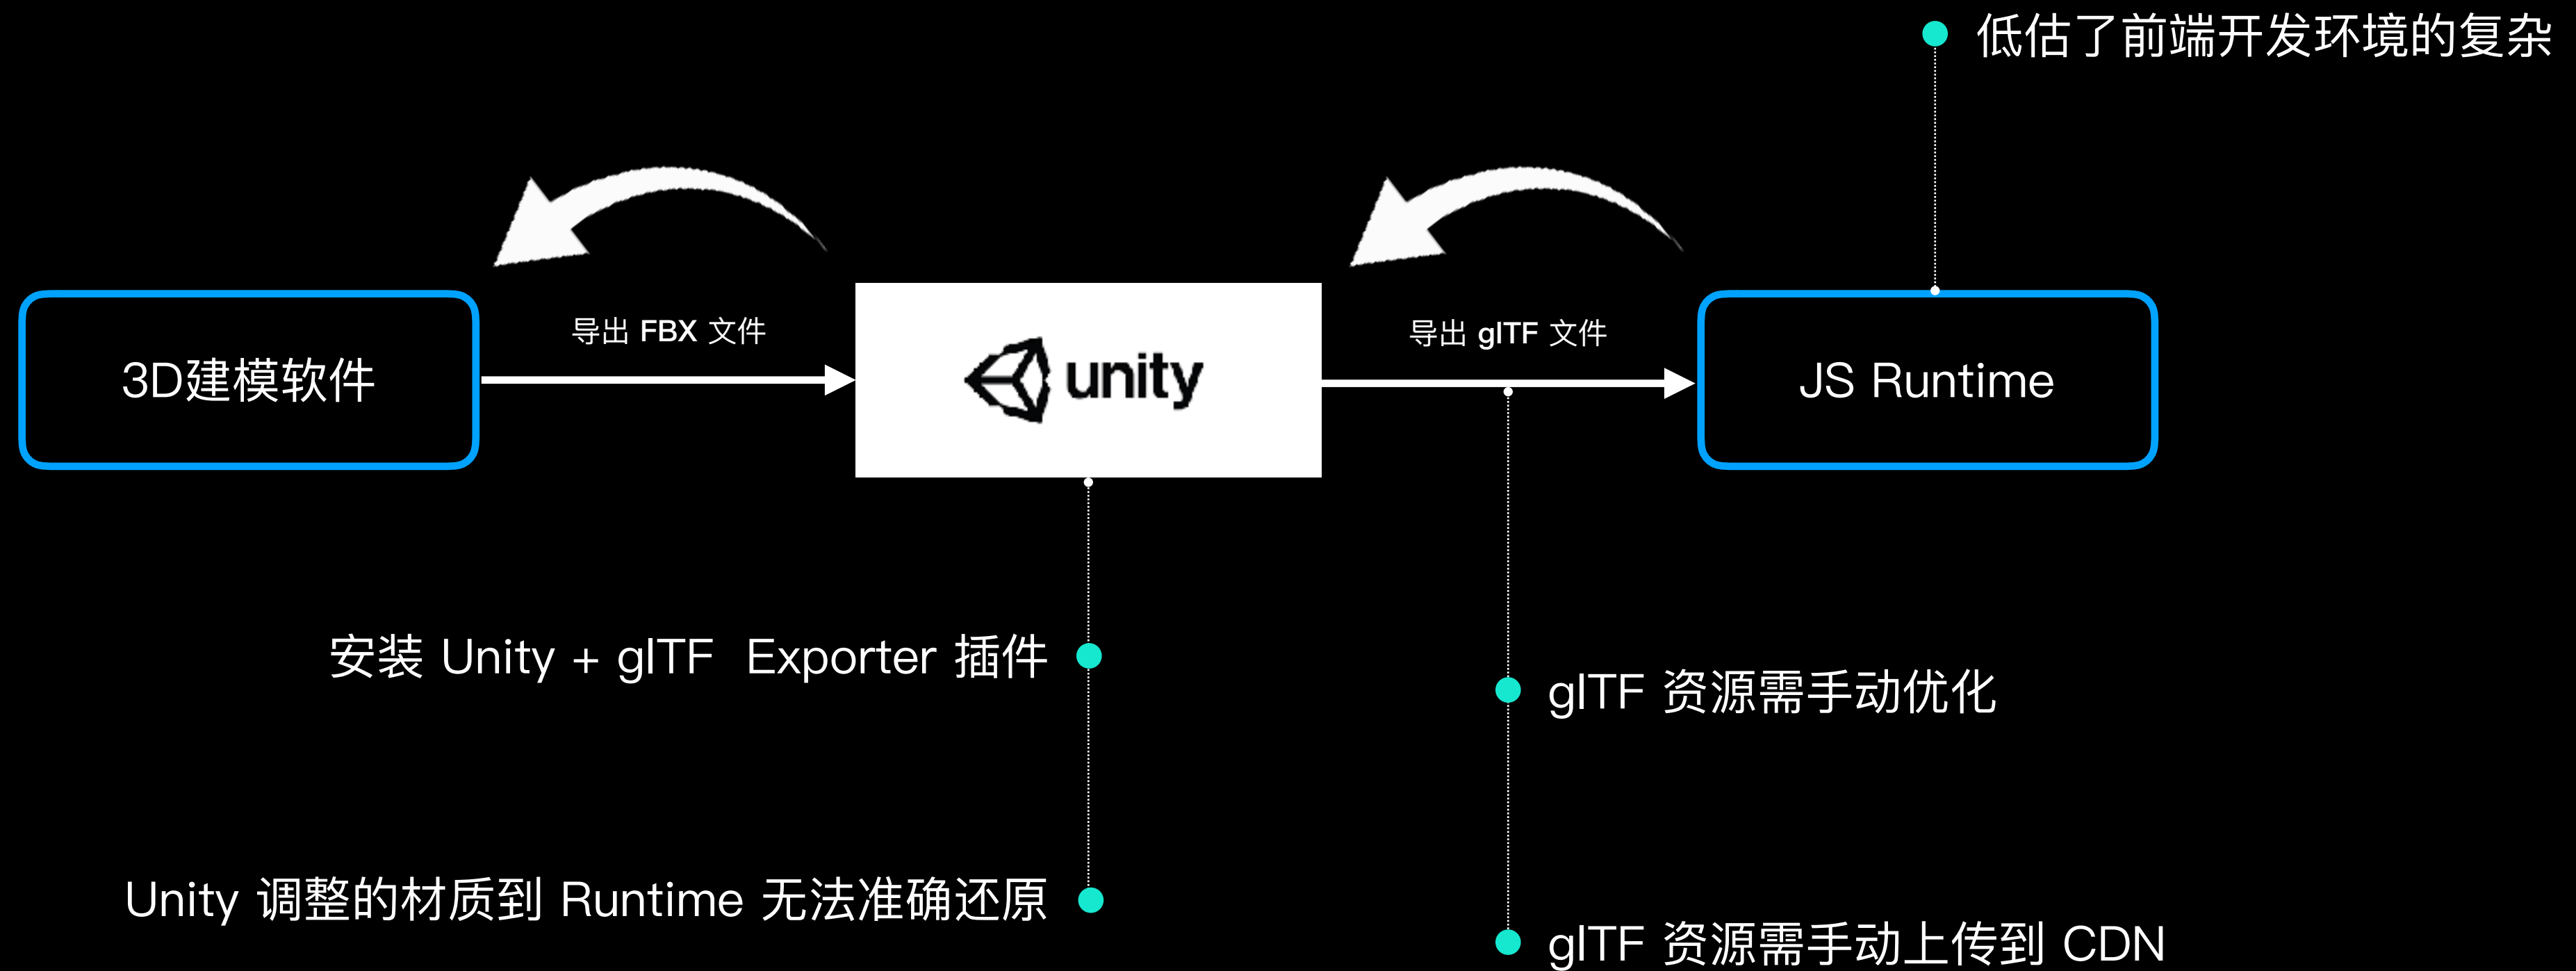 低估了前端开发环境的复杂
导出 FBX 文件
导出 glTF 文件
3D建模软件
unity
JS Runtime
安装 Unity + glTF Exporter 插件
glTF 资源需手动优化
Unity 调整的材质到 Runtime 无法准确还原
glTF 资源需手动上传到 CDN